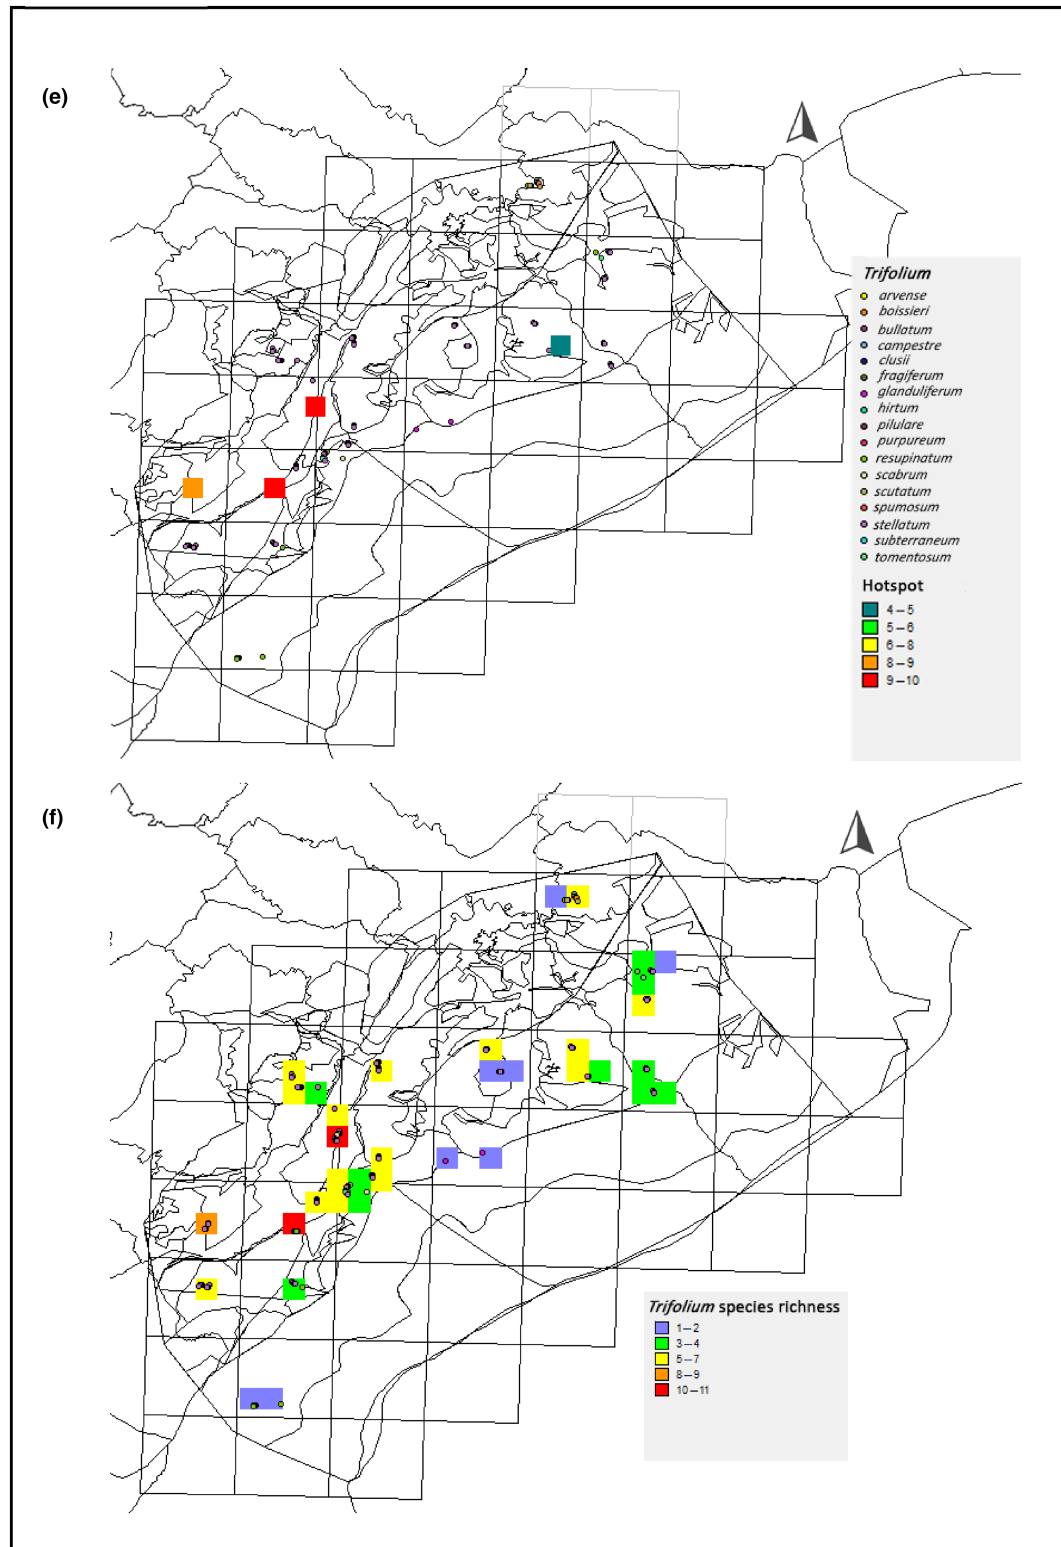 (e)
Trifolium
arvense
boissieri
bullatum
campestre
clusii
fragiferum
glanduliferum
hirtum
pilulare
purpureum
resupinatum
scabrum
scutatum
spumosum
stellatum
subterraneum
tomentosum
Hotspot
4–5
5–6
6–8
8–9
9–10
(f)
Trifolium species richness
1–2
3–4
5–7
8–9
10–11